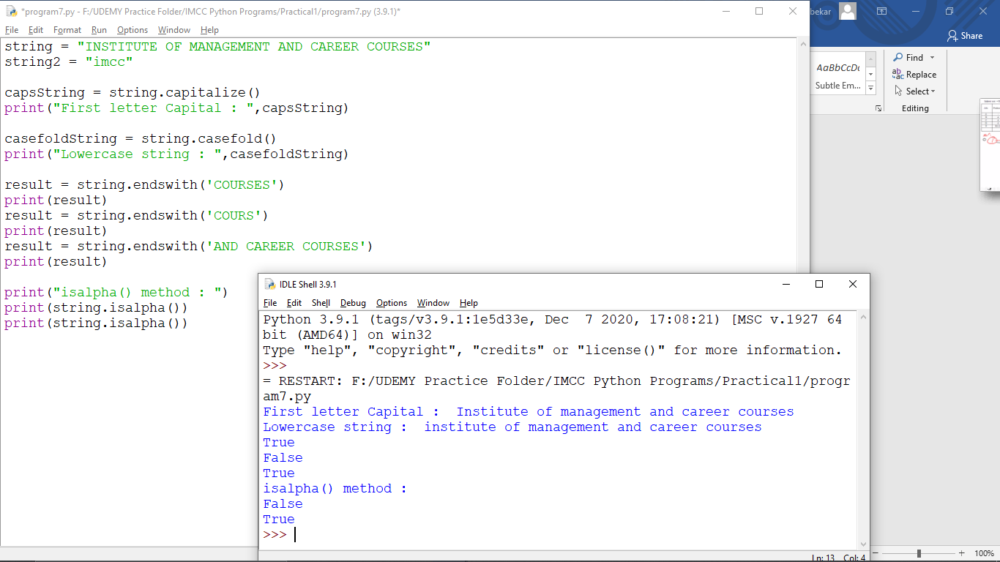 *program7.py - F:/UDEMY Practice Folder/IMCC Python Programs/Practical1/program7.py (3.9.1)*
File Edit Format Run Options Window Help
string = "INSTITUTE OF MANAGEMENT AND CAREER COURSES"
string2 = "imcc"
capsString = string.capitalize()
print("First letter Capital : ",capsString)
casefoldString = string.casefold()
print("Lowercase string : ",casefoldString)
result = string.endswith('COURSES')
print(result)
result = string.endswith('COURS')
print(result)
result = string.endswith('AND CAREER COURSES')
print(result)
print("isalpha() method : ")
print(string.isalpha())
print(string.isalpha())
bekar
Share
AaBbCcDc
Subtle Em...
Find
Replace
Select
Editing
IDLE Shell 3.9.1
File Edit Shell Debug Options Window Help
Python 3.9.1 (tags/v3.9.1:1e5d33e, Dec  7 2020, 17:08:21) [MSC v.1927 64
bit (AMD64)] on win32
Type "help", "copyright", "credits" or "license()" for more information.
>>>
= RESTART: F:/UDEMY Practice Folder/IMCC Python Programs/Practical1/progr
am7.py
First letter Capital :  Institute of management and career courses
Lowercase string :  institute of management and career courses
True
False
True
isalpha() method :
False
True
>>>
Ln: 13 Col: 4
100%